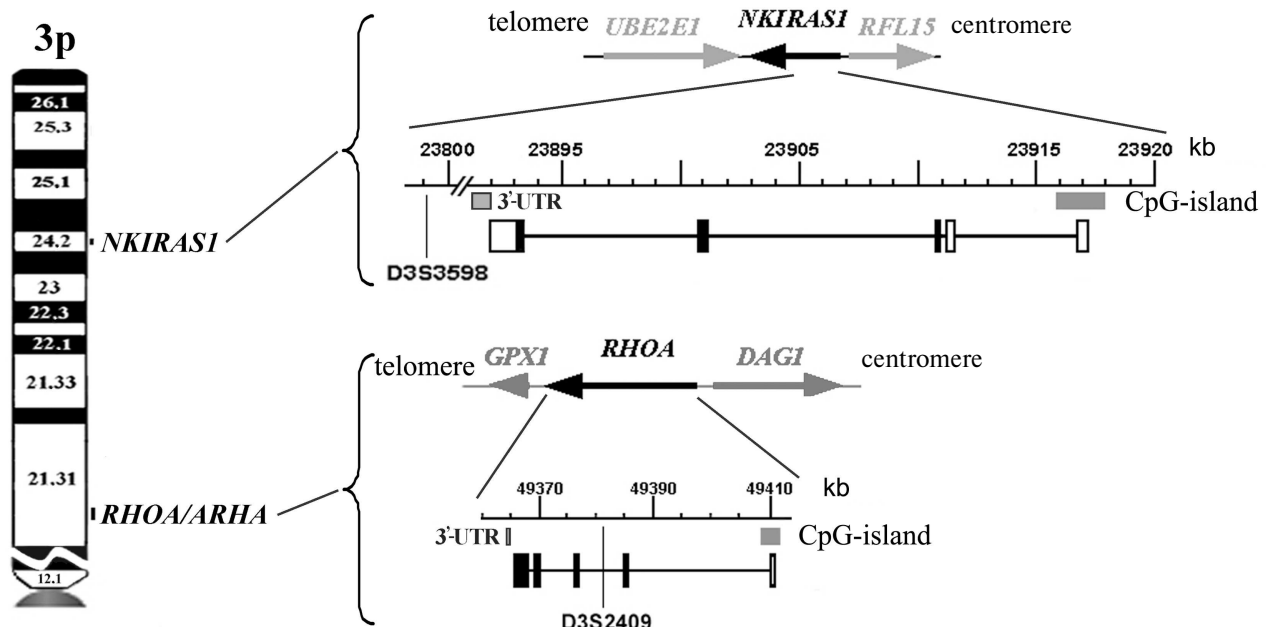 3p
26.1
25.3
25.1
24.2
23
22.3
22.1
21.33
21.31
12.1
NKIRAS1
RHOA/ARHA
telomere UBE2E1 NKIRAS1 RFL15 centromere
23800 23895 23905 23915 23920 kb
3'-UTR CpG-island
D3S3598
telomere GPX1 RHOA DAG1 centromere
49370 49390 49410 kb
3'-UTR CpG-island
D3S2409